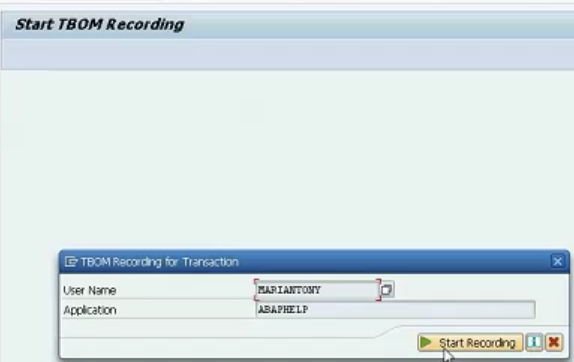 Start TBOM Recording
TBOM Recording for Transaction
User Name MARIANTONY
Application ABAPHELP
Start Recording